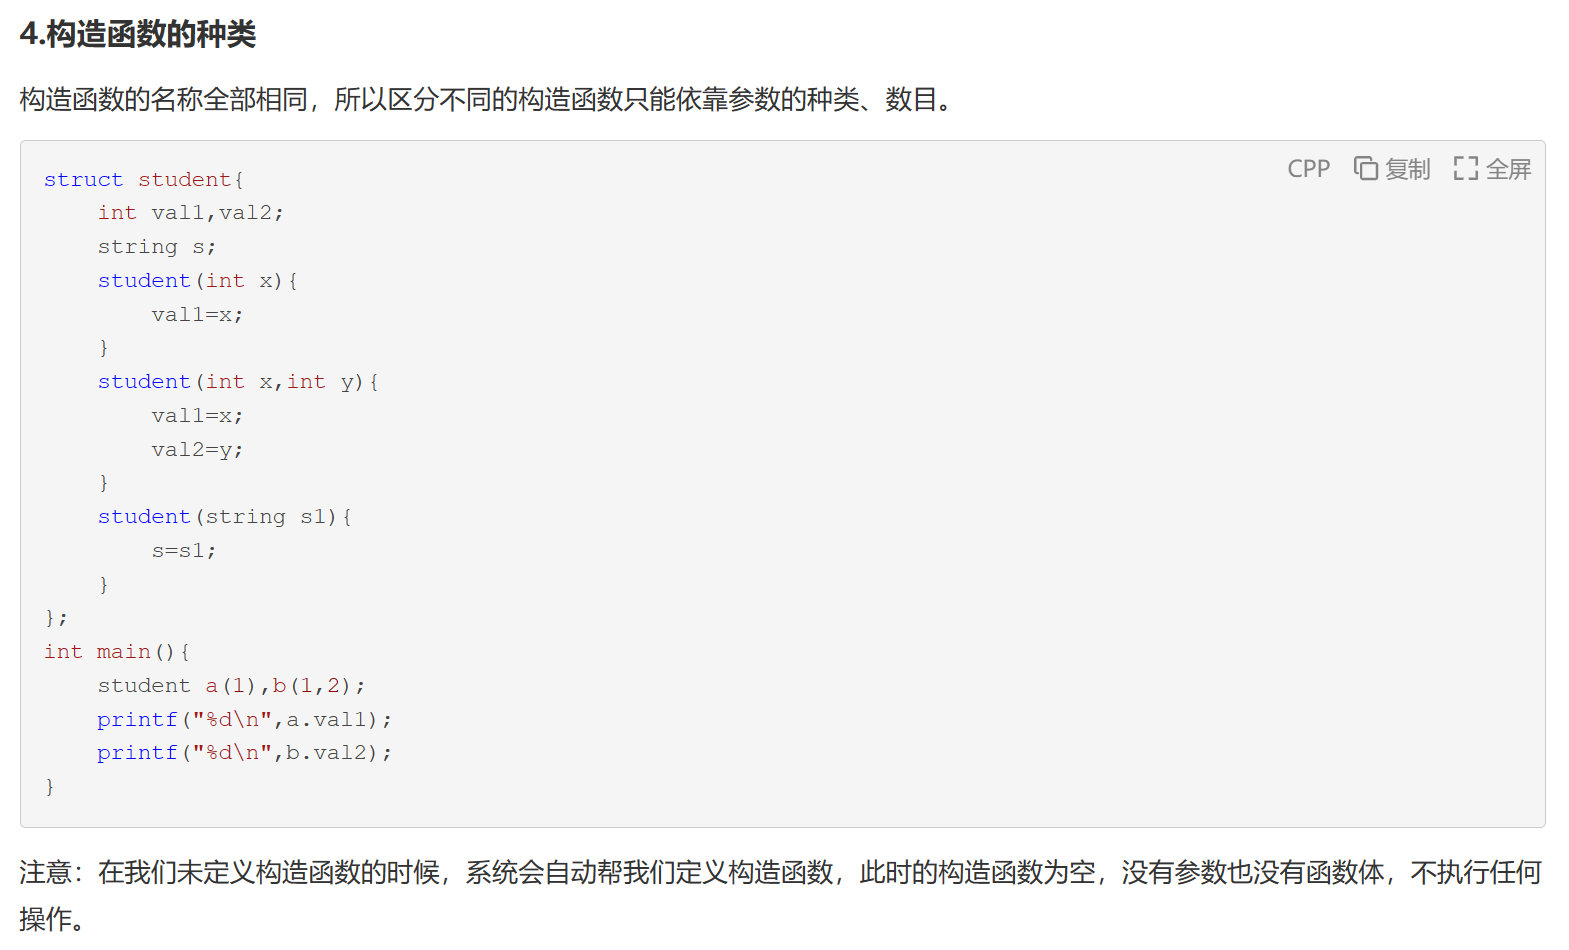 4.构造函数的种类
构造函数的名称全部相同，所以区分不同的构造函数只能依靠参数的种类、数目。
CPP 复制 全屏
struct student{
    int val1,val2;
    string s;
    student(int x){
        val1=x;
    }
    student(int x,int y){
        val1=x;
        val2=y;
    }
    student(string s1){
        s=s1;
    }
};
int main(){
    student a(1),b(1,2);
    printf("%d\n",a.val1);
    printf("%d\n",b.val2);
}
注意：在我们未定义构造函数的时候，系统会自动帮我们定义构造函数，此时的构造函数为空，没有参数也没有函数体，不执行任何
操作。